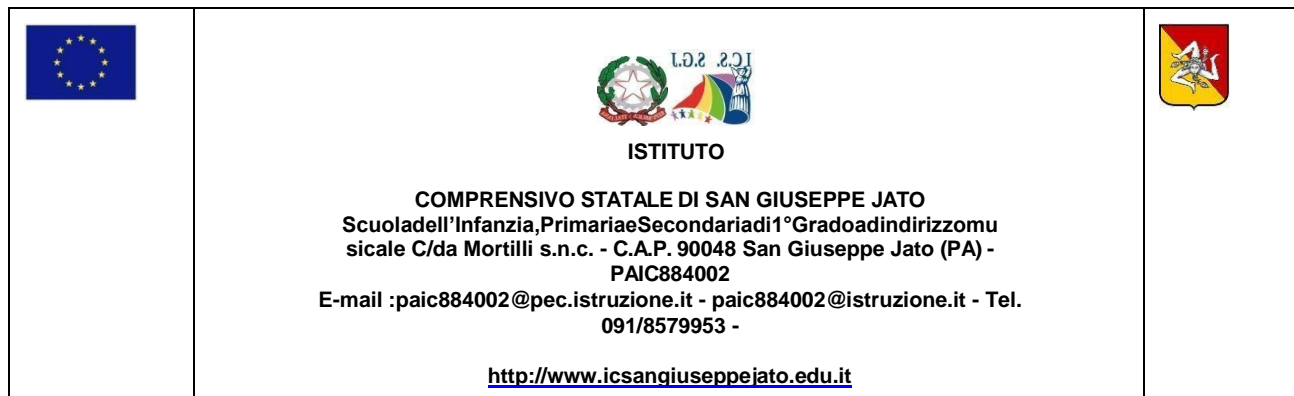 I.C.S. S.G.J
ISTITUTO
COMPRENSIVO STATALE DI SAN GIUSEPPE JATO
Scuoladell’Infanzia,PrimariaeSecondariadi1°Gradoadindirizzomu
sicale C/da Mortilli s.n.c. - C.A.P. 90048 San Giuseppe Jato (PA) -
PAIC884002
E-mail :paic884002@pec.istruzione.it - paic884002@istruzione.it - Tel.
091/8579953 -
http://www.icsangiuseppejato.edu.it